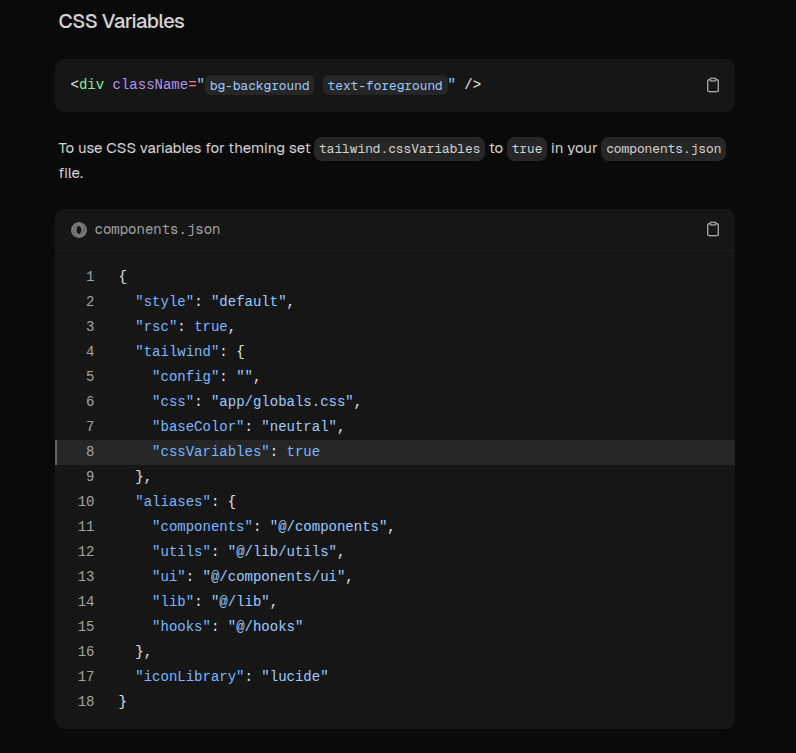 CSS Variables
<div className="bg-background text-foreground" />
To use CSS variables for theming set tailwind.cssVariables to true in your components.json
file.
components.json
1 {
2   "style": "default",
3   "rsc": true,
4   "tailwind": {
5     "config": "",
6     "css": "app/globals.css",
7     "baseColor": "neutral",
8     "cssVariables": true
9   },
10   "aliases": {
11     "components": "@/components",
12     "utils": "@/lib/utils",
13     "ui": "@/components/ui",
14     "lib": "@/lib",
15     "hooks": "@/hooks"
16   },
17   "iconLibrary": "lucide"
18 }